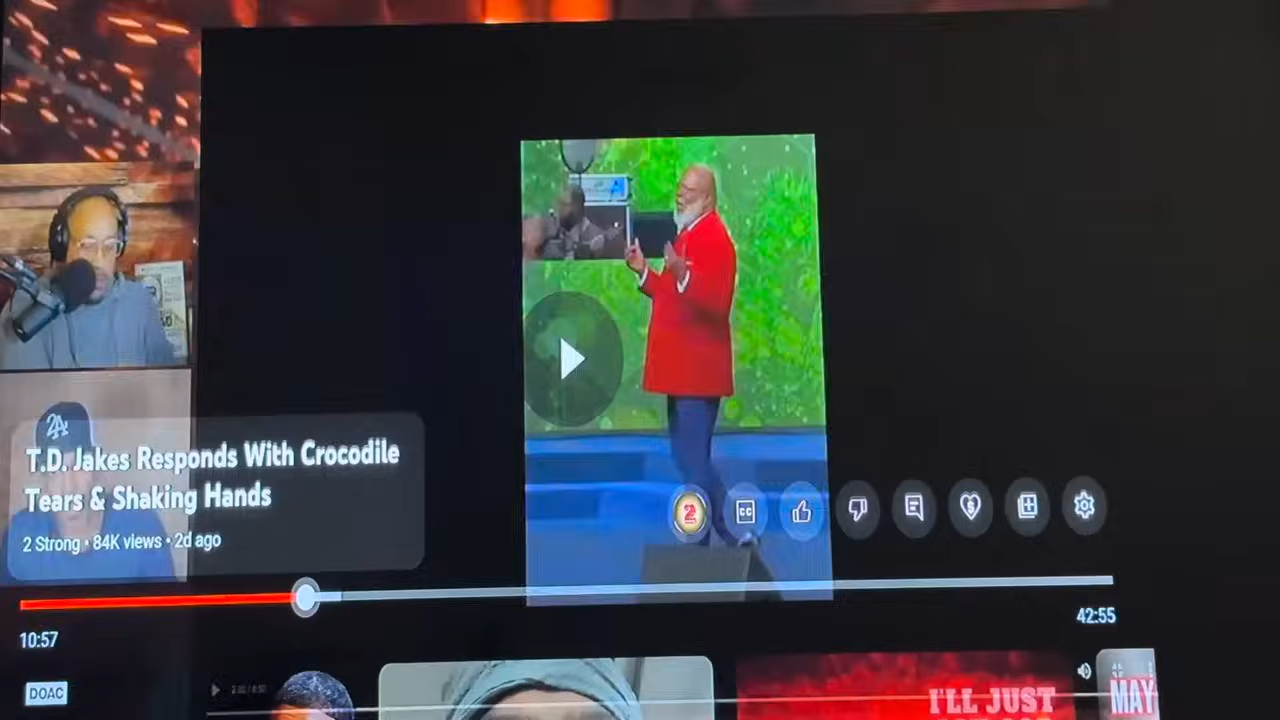 T.D. Jakes Responds With Crocodile
Tears & Shaking Hands
2 Strong • 84K views • 2d ago
CC
10:57
42:55
DOAC
I'LL JUST
MAY